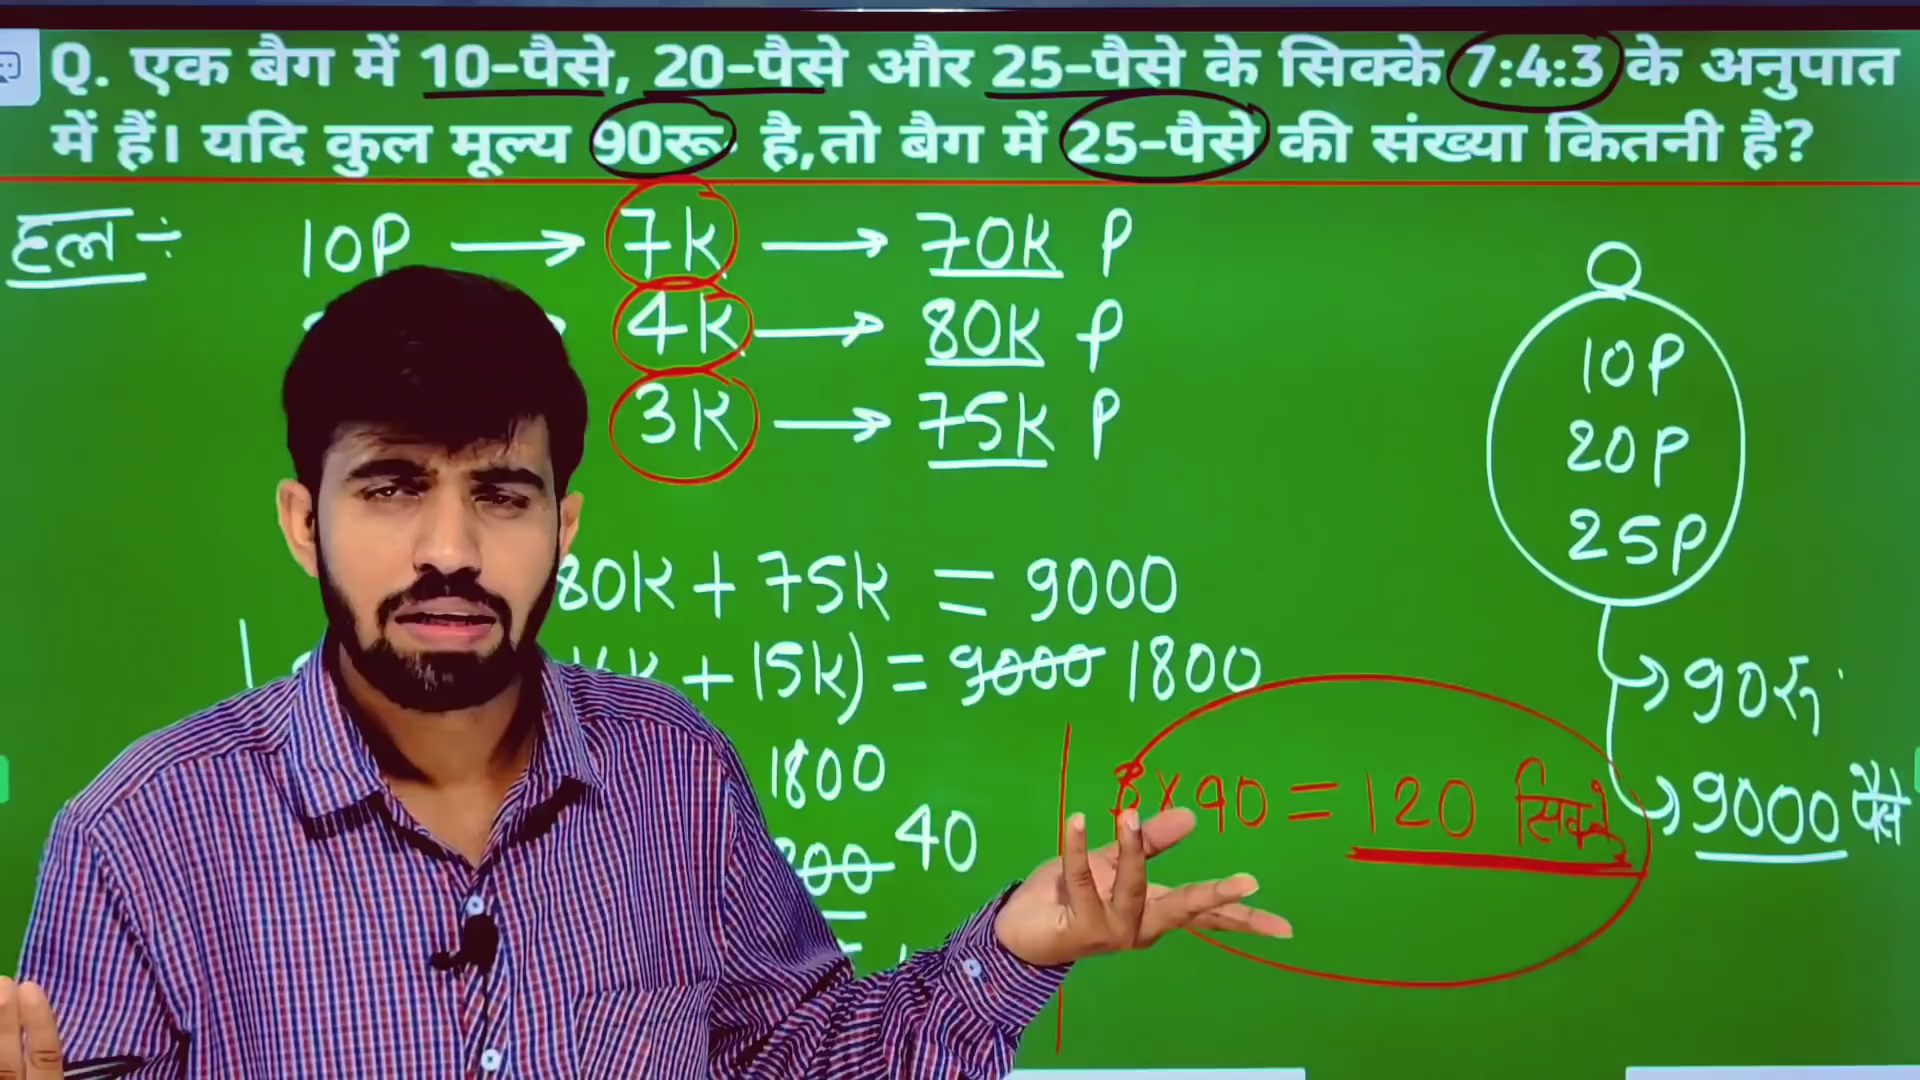 Q. एक बैग में 10-पैसे, 20-पैसे और 25-पैसे के सिक्के 7:4:3 के अनुपात
में हैं। यदि कुल मूल्य 90रू है,तो बैग में 25-पैसे की संख्या कितनी है?
हल ÷ 10P → 7K → 70K P
4K → 80K P
3K → 75K P
80K + 75K = 9000
+ 15K) = 9000 1800
1800
40
×90 = 120 सिक्के
10P
20P
25P
90रु
9000 पैसे